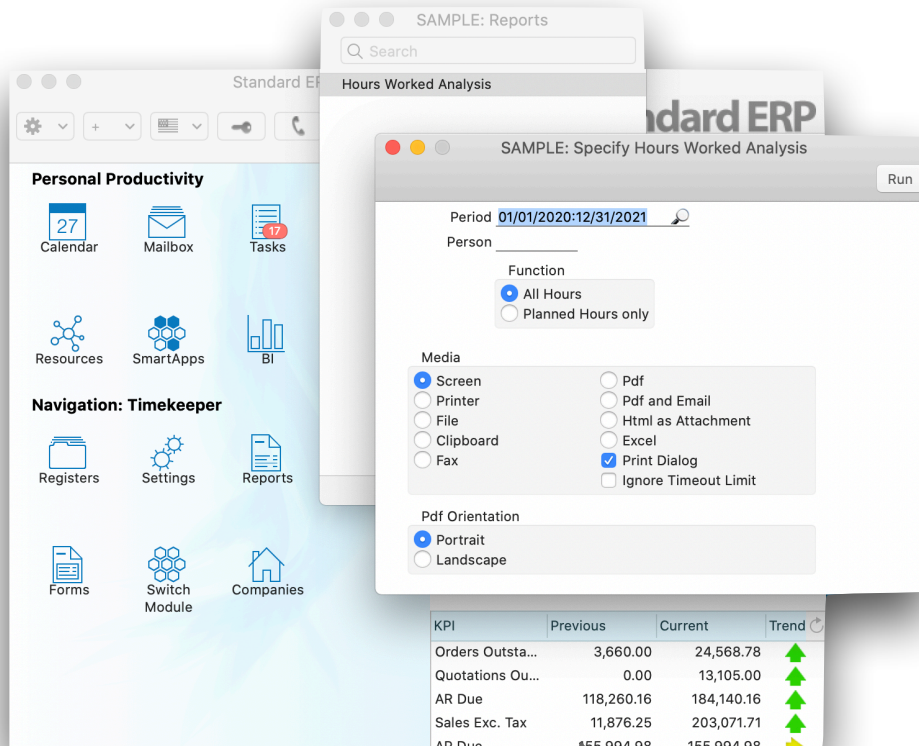 SAMPLE: Reports
Search
Hours Worked Analysis
Standard
ndard ERP
SAMPLE: Specify Hours Worked Analysis
Run
Period 01/01/2020:12/31/2021
Person
Function
All Hours
Planned Hours only
Media
Screen
Printer
File
Clipboard
Fax
Pdf
Pdf and Email
Html as Attachment
Excel
Print Dialog
Ignore Timeout Limit
Pdf Orientation
Portrait
Landscape
Personal Productivity
27
Calendar
Mailbox
17
Tasks
Resources
SmartApps
BI
Navigation: Timekeeper
Registers
Settings
Reports
Forms
Switch
Module
Companies
KPI Previous Current Trend
Orders Outsta... 3,660.00 24,568.78
Quotations Ou... 0.00 13,105.00
AR Due 118,260.16 184,140.16
Sales Exc. Tax 11,876.25 203,071.71